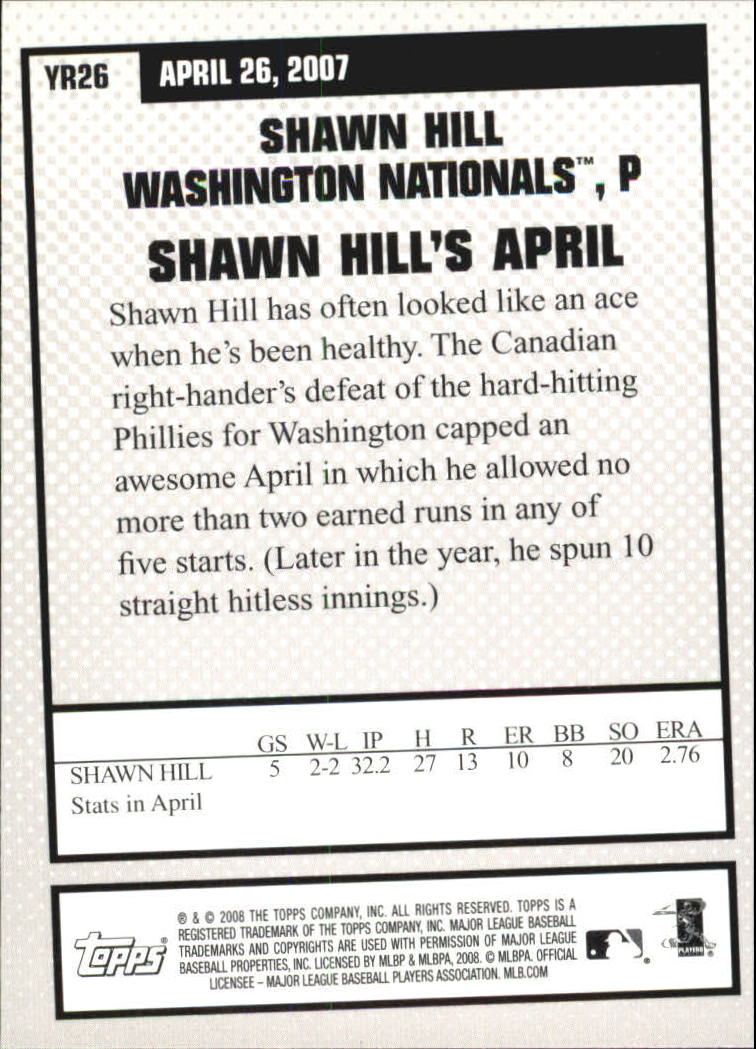 YR26 APRIL 26, 2007
SHAWN HILL
WASHINGTON NATIONALS™, P
SHAWN HILL'S APRIL
Shawn Hill has often looked like an ace
when he's been healthy. The Canadian
right-hander's defeat of the hard-hitting
Phillies for Washington capped an
awesome April in which he allowed no
more than two earned runs in any of
five starts. (Later in the year, he spun 10
straight hitless innings.)
GS W-L IP H R ER BB SO ERA
SHAWN HILL 5 2-2 32.2 27 13 10 8 20 2.76
Stats in April
Topps®
® & © 2008 THE TOPPS COMPANY, INC. ALL RIGHTS RESERVED. TOPPS IS A
REGISTERED TRADEMARK OF THE TOPPS COMPANY, INC. MAJOR LEAGUE BASEBALL
TRADEMARKS AND COPYRIGHTS ARE USED WITH PERMISSION OF MAJOR LEAGUE
BASEBALL PROPERTIES, INC. LICENSED BY MLBP & MLBPA, 2008. © MLBPA. OFFICIAL
LICENSEE – MAJOR LEAGUE BASEBALL PLAYERS ASSOCIATION. MLB.COM
PLAYERS